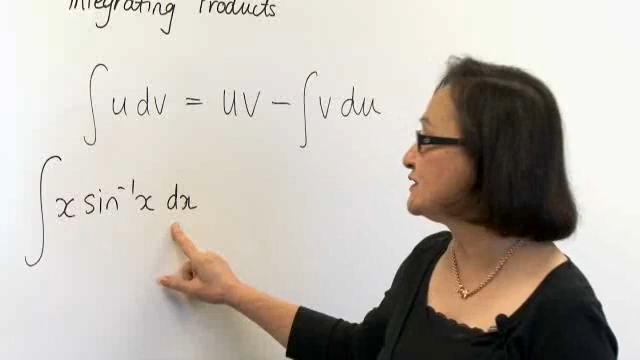 Integrating Products
∫ u dv = uv − ∫ v du
∫ x sin⁻¹x dx